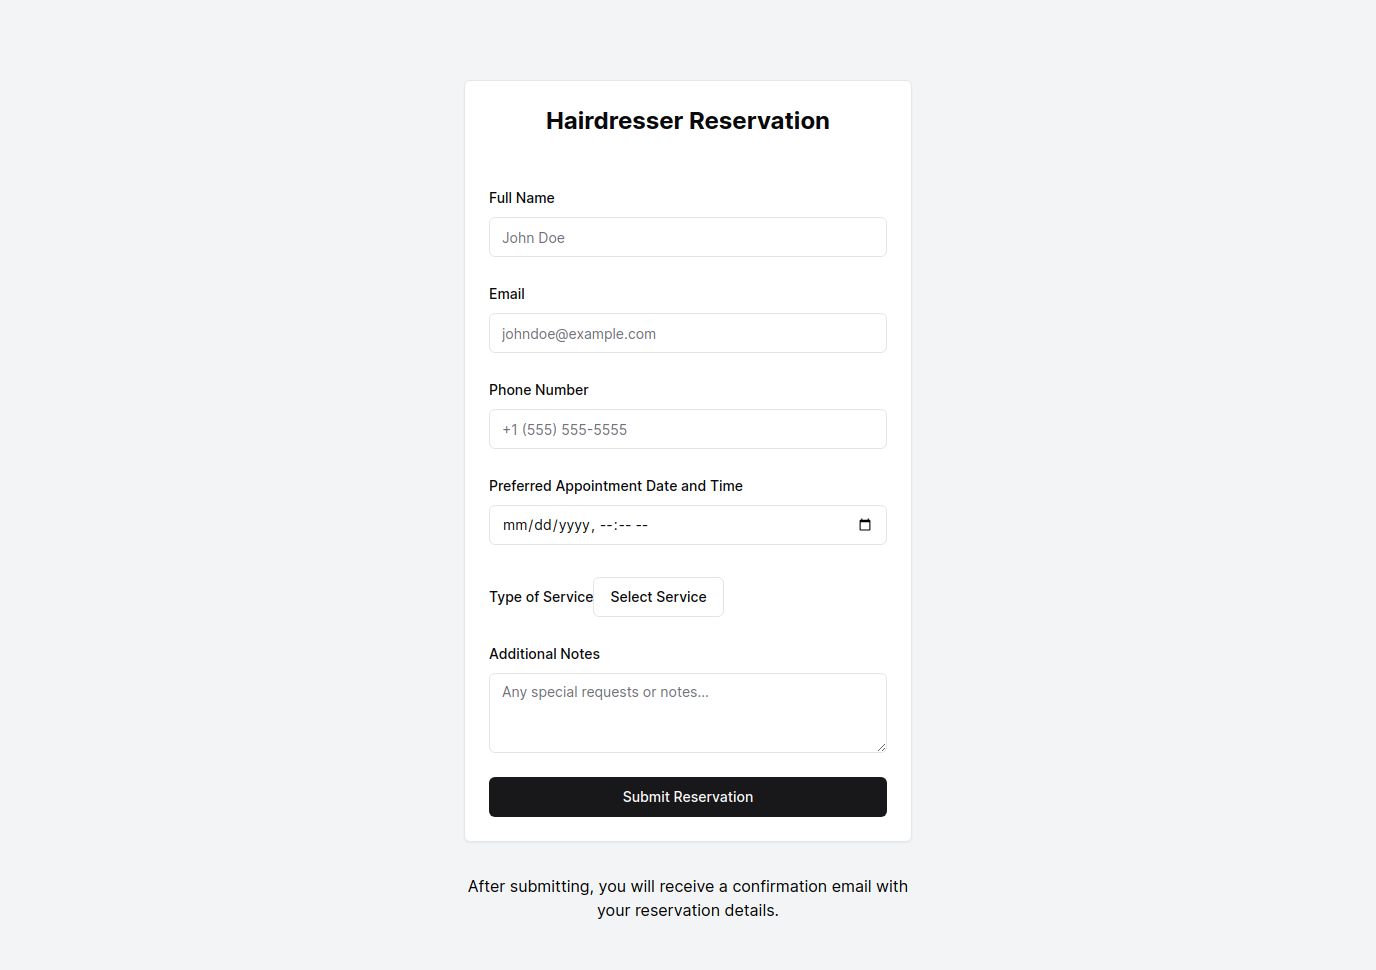 Hairdresser Reservation
Full Name
John Doe
Email
johndoe@example.com
Phone Number
+1 (555) 555-5555
Preferred Appointment Date and Time
mm/dd/yyyy, --:-- --
Type of Service Select Service
Additional Notes
Any special requests or notes...
Submit Reservation
After submitting, you will receive a confirmation email with
your reservation details.